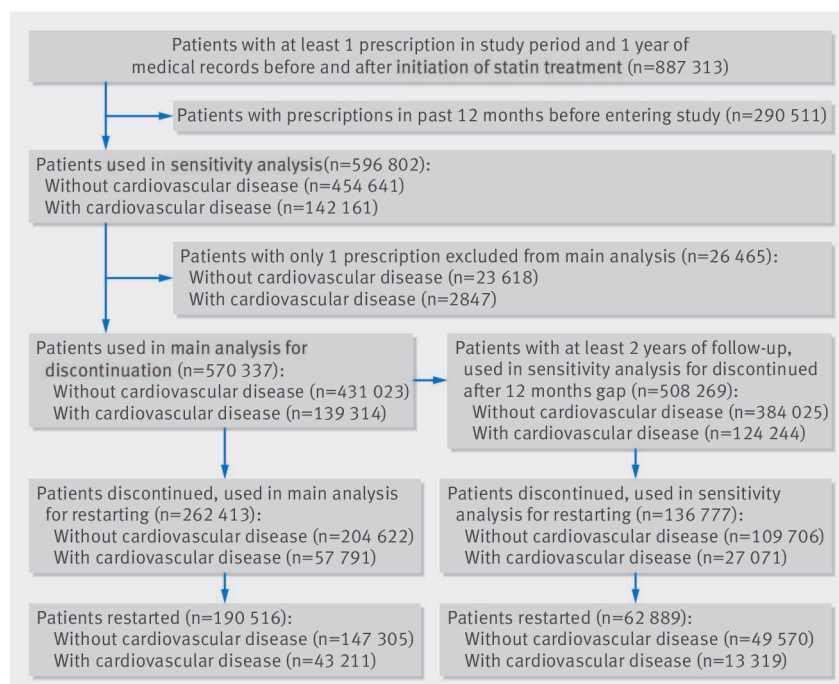 Patients with at least 1 prescription in study period and 1 year of
medical records before and after initiation of statin treatment (n=887 313)
Patients with prescriptions in past 12 months before entering study (n=290 511)
Patients used in sensitivity analysis(n=596 802):
Without cardiovascular disease (n=454 641)
With cardiovascular disease (n=142 161)
Patients with only 1 prescription excluded from main analysis (n=26 465):
Without cardiovascular disease (n=23 618)
With cardiovascular disease (n=2847)
Patients used in main analysis for
discontinuation (n=570 337):
Without cardiovascular disease (n=431 023)
With cardiovascular disease (n=139 314)
Patients with at least 2 years of follow-up,
used in sensitivity analysis for discontinued
after 12 months gap (n=508 269):
Without cardiovascular disease (n=384 025)
With cardiovascular disease (n=124 244)
Patients discontinued, used in main analysis
for restarting (n=262 413):
Without cardiovascular disease (n=204 622)
With cardiovascular disease (n=57 791)
Patients discontinued, used in sensitivity
analysis for restarting (n=136 777):
Without cardiovascular disease (n=109 706)
With cardiovascular disease (n=27 071)
Patients restarted (n=190 516):
Without cardiovascular disease (n=147 305)
With cardiovascular disease (n=43 211)
Patients restarted (n=62 889):
Without cardiovascular disease (n=49 570)
With cardiovascular disease (n=13 319)